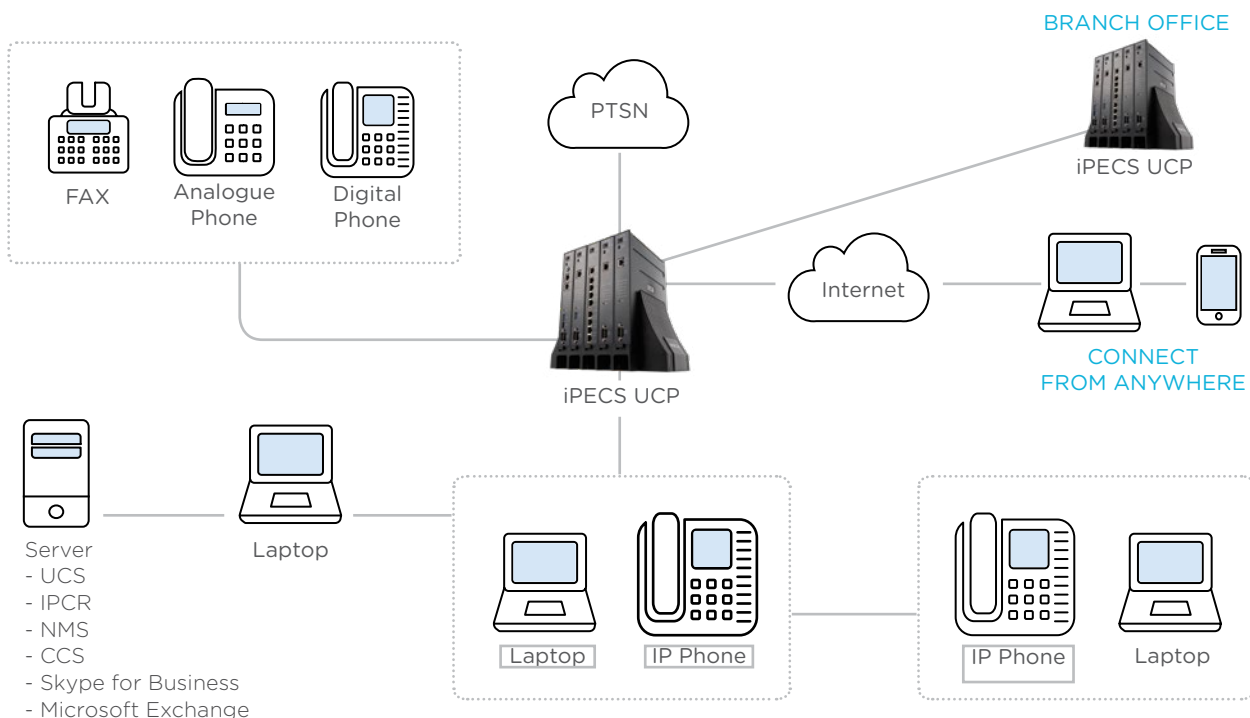 BRANCH OFFICE
iPECS UCP
FAX
Analogue
Phone
Digital
Phone
PTSN
Internet
CONNECT
FROM ANYWHERE
iPECS UCP
Server
- UCS
- IPCR
- NMS
- CCS
- Skype for Business
- Microsoft Exchange
Laptop
Laptop
IP Phone
IP Phone
Laptop